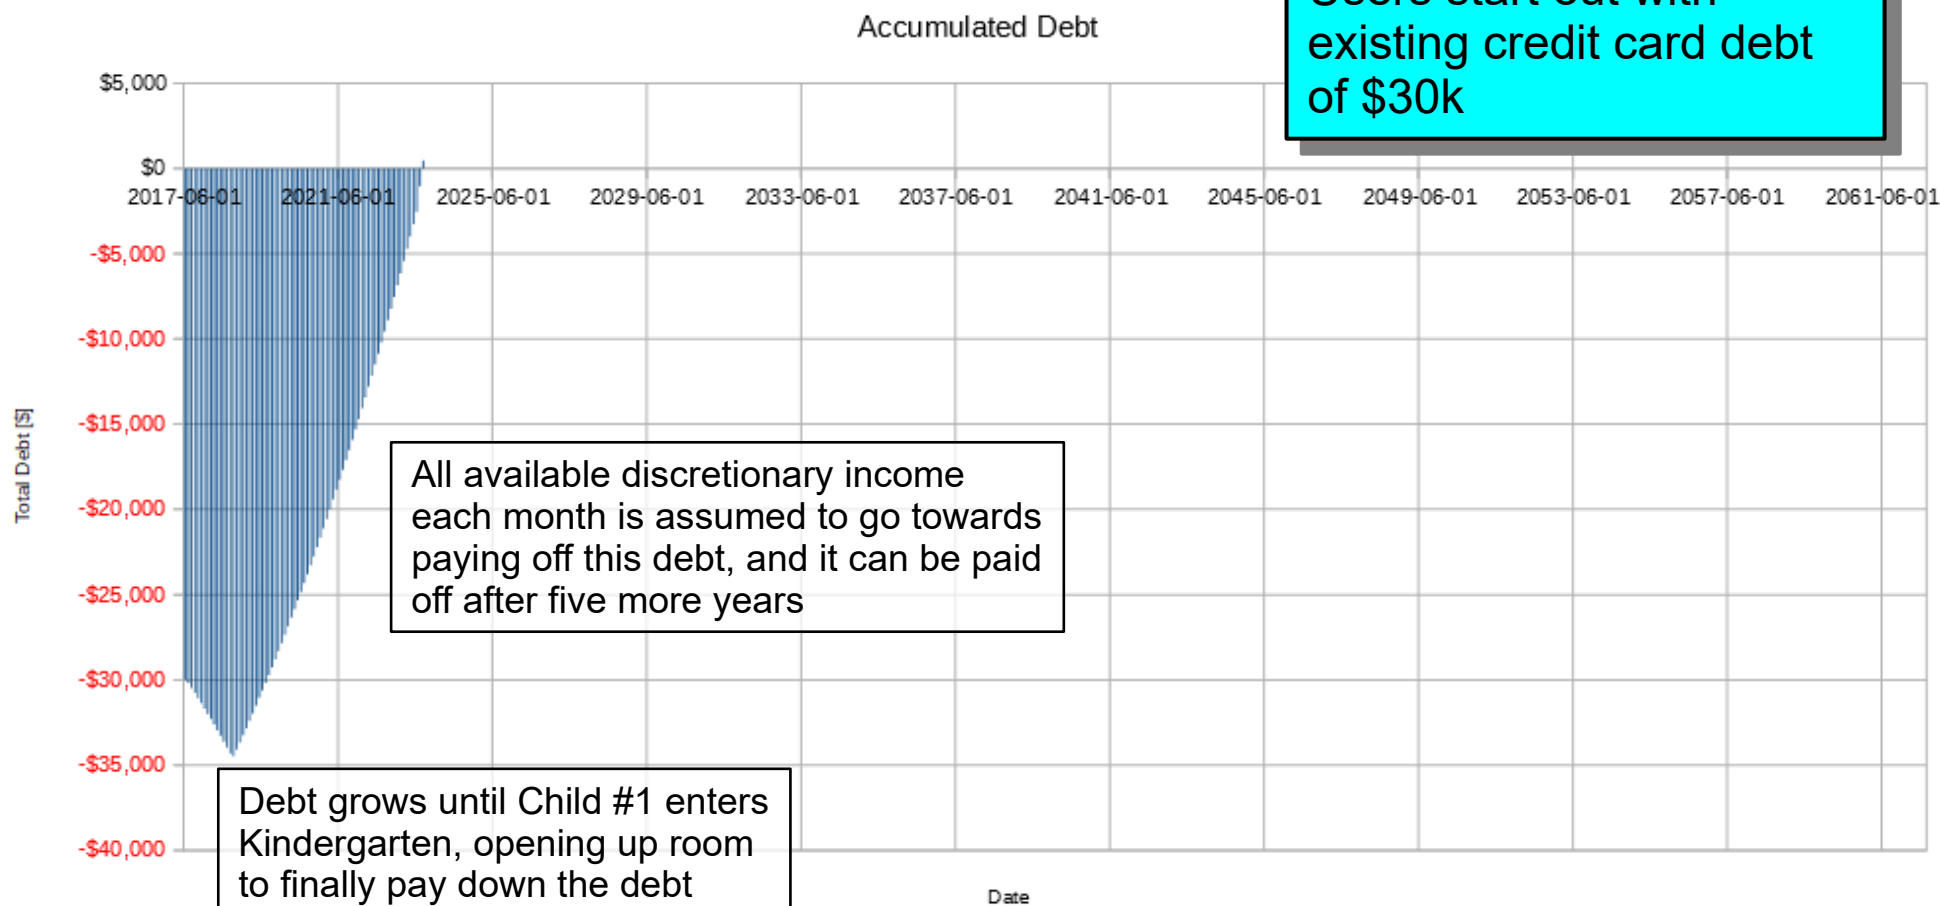 Accumulated Debt
Users start out with
existing credit card debt
of $30k
$5,000
$0
2017-06-01 2021-06-01 2025-06-01 2029-06-01 2033-06-01 2037-06-01 2041-06-01 2045-06-01 2049-06-01 2053-06-01 2057-06-01 2061-06-01
-$5,000
-$10,000
-$15,000
-$20,000
-$25,000
-$30,000
-$35,000
-$40,000
Total Debt [$]
All available discretionary income
each month is assumed to go towards
paying off this debt, and it can be paid
off after five more years
Debt grows until Child #1 enters
Kindergarten, opening up room
to finally pay down the debt
Date